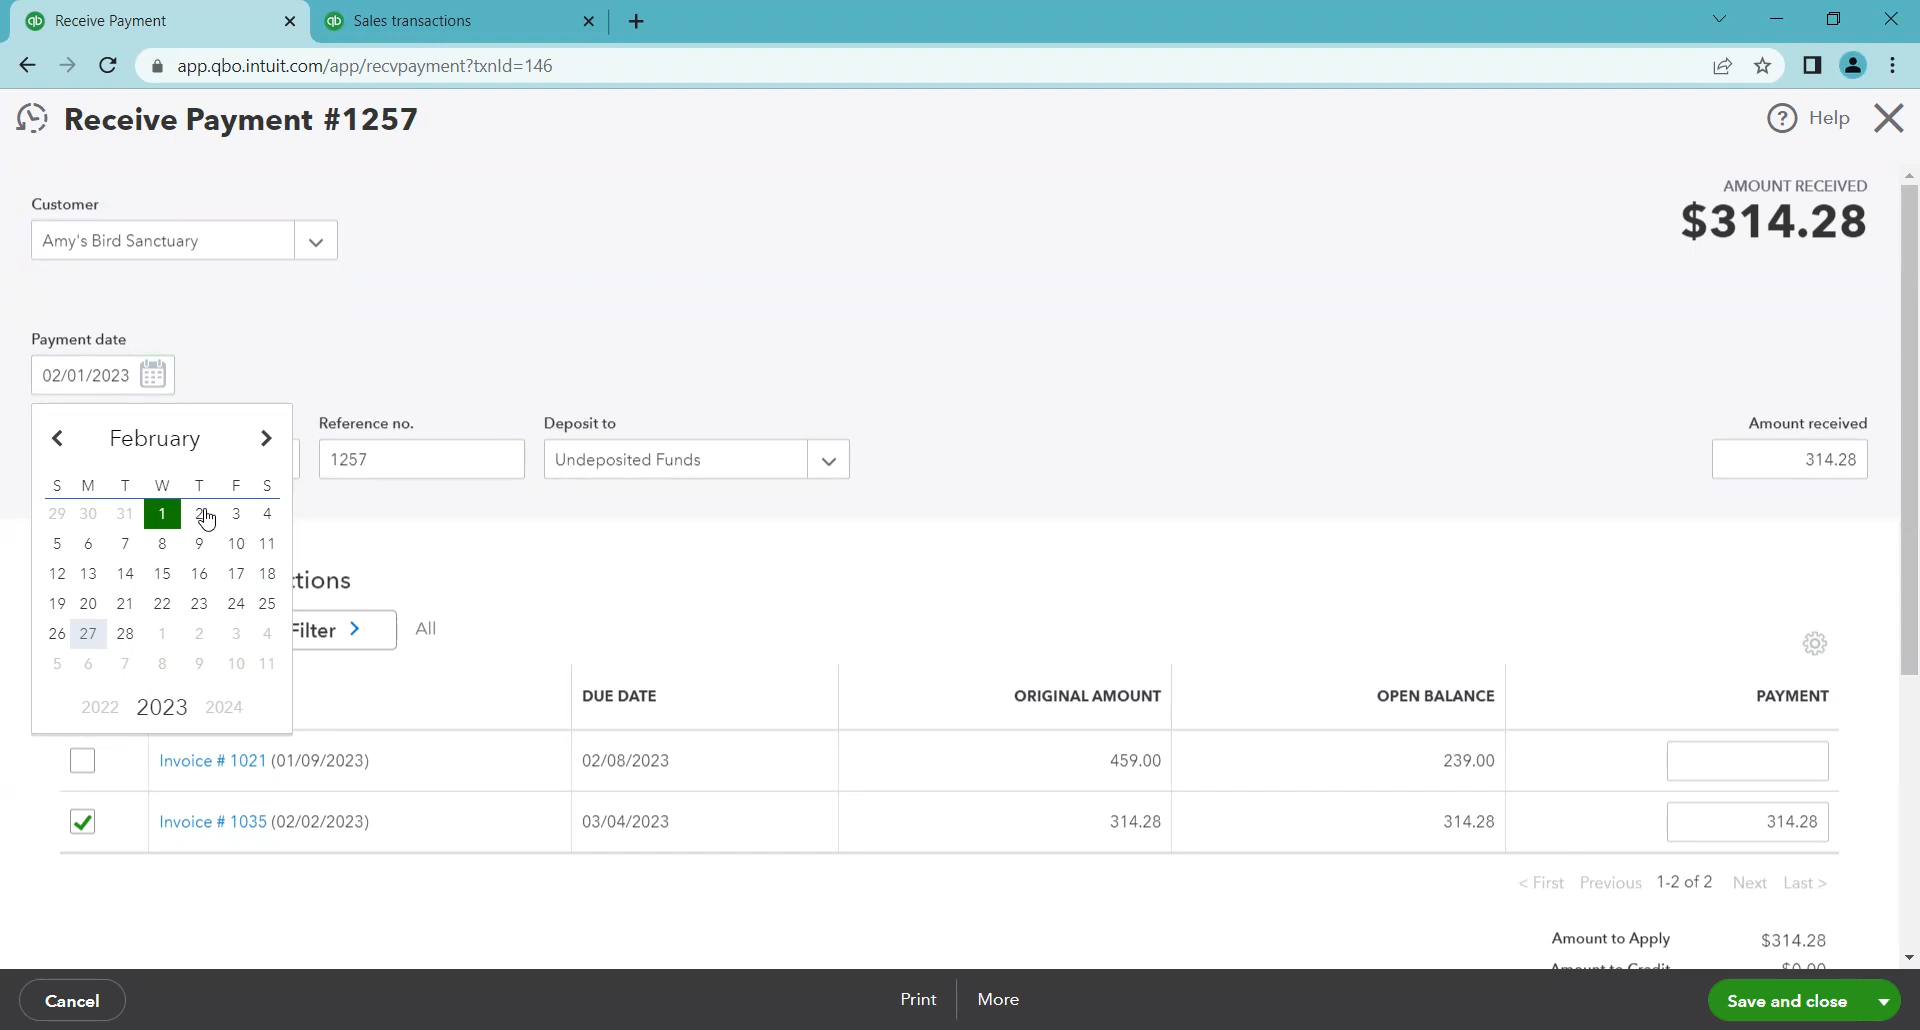 Receive Payment
Sales transactions
app.qbo.intuit.com/app/recvpayment?txnId=146
Receive Payment #1257
Help
AMOUNT RECEIVED
$314.28
Customer
Amy's Bird Sanctuary
Payment date
02/01/2023
Reference no.
Deposit to
Amount received
1257
Undeposited Funds
314.28
February
S M T W T F S
29 30 31 1 2 3 4
5 6 7 8 9 10 11
12 13 14 15 16 17 18
19 20 21 22 23 24 25
26 27 28 1 2 3 4
5 6 7 8 9 10 11
2022 2023 2024
ctions
Filter All
DUE DATE ORIGINAL AMOUNT OPEN BALANCE PAYMENT
Invoice # 1021 (01/09/2023) 02/08/2023 459.00 239.00
Invoice # 1035 (02/02/2023) 03/04/2023 314.28 314.28 314.28
< First Previous 1-2 of 2 Next Last >
Amount to Apply $314.28
Amount to Credit $0.00
Cancel Print More Save and close